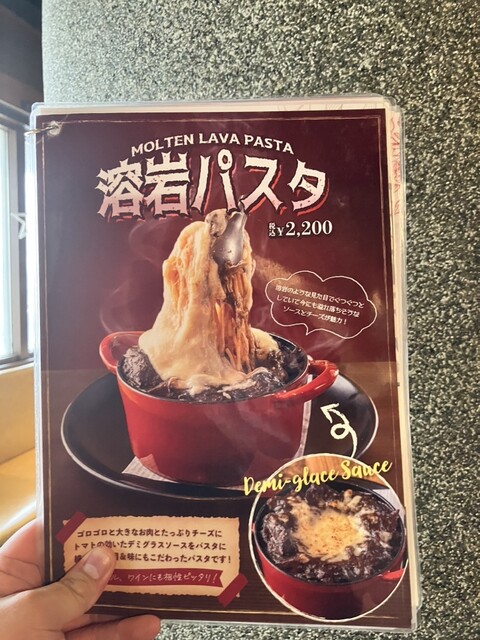 MOLTEN LAVA PASTA
溶岩パスタ
税込 ¥2,200
溶岩のような見た目でぐつぐつと
していて今にも溢れ落ちそうな
ソースとチーズが魅力!
Demi-glace Sauce
ゴロゴロと大きなお肉とたっぷりチーズに
トマトの効いたデミグラスソースをパスタに
&味にもこだわったパスタです!
ワインにも相性ピッタリ!